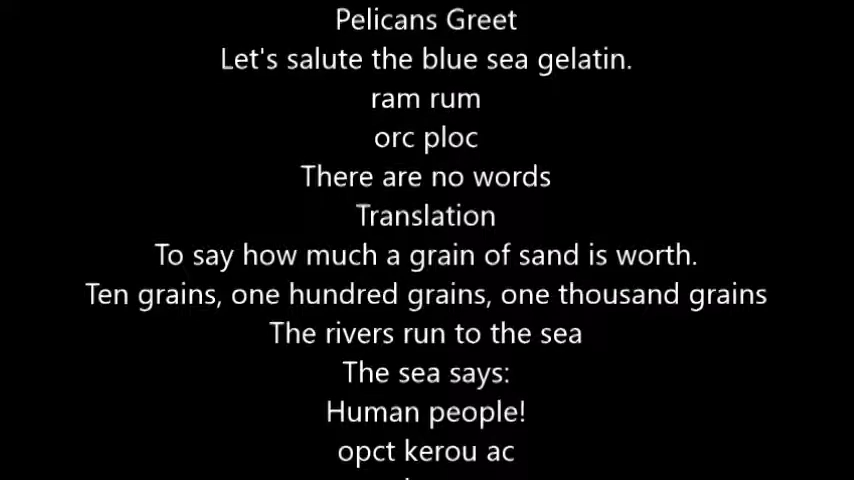 Pelicans Greet
Let's salute the blue sea gelatin.
ram rum
orc ploc
There are no words
Translation
To say how much a grain of sand is worth.
Ten grains, one hundred grains, one thousand grains
The rivers run to the sea
The sea says:
Human people!
opct kerou ac